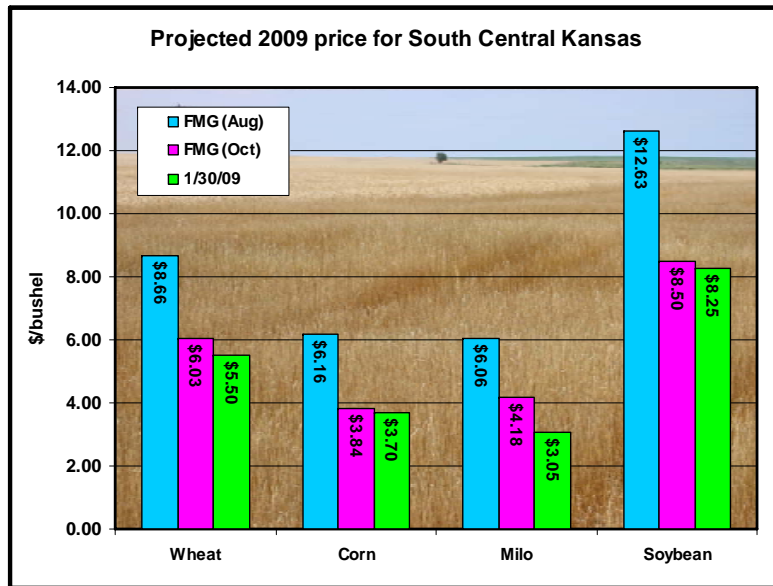 Projected 2009 price for South Central Kansas
14.00
12.00
10.00
8.00
6.00
4.00
2.00
0.00
$/bushel
FMG (Aug)
FMG (Oct)
1/30/09
$8.66
$6.03
$5.50
$6.16
$3.84
$3.70
$6.06
$4.18
$3.05
$12.63
$8.50
$8.25
Wheat
Corn
Milo
Soybean